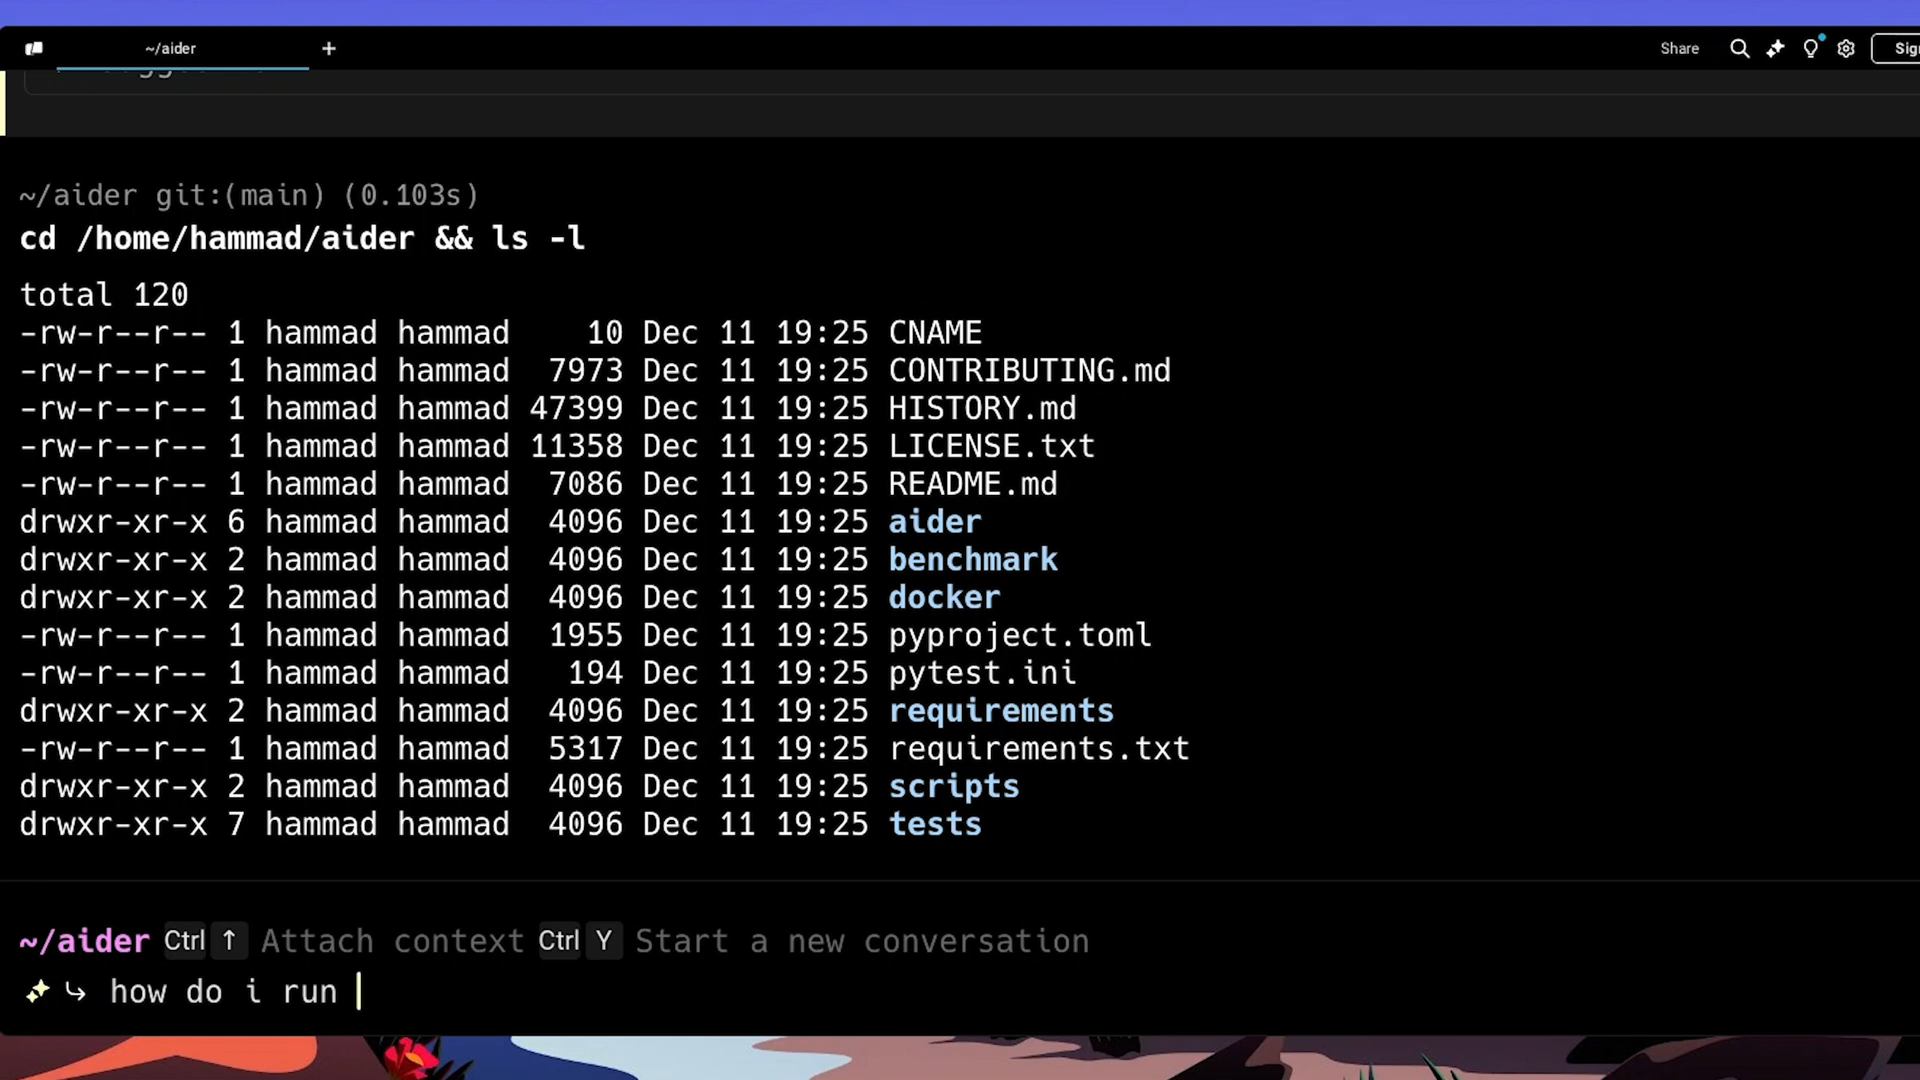 ~/aider
+
Share
Sig
~/aider git:(main) (0.103s)
cd /home/hammad/aider && ls -l
total 120
-rw-r--r-- 1 hammad hammad 10 Dec 11 19:25 CNAME
-rw-r--r-- 1 hammad hammad 7973 Dec 11 19:25 CONTRIBUTING.md
-rw-r--r-- 1 hammad hammad 47399 Dec 11 19:25 HISTORY.md
-rw-r--r-- 1 hammad hammad 11358 Dec 11 19:25 LICENSE.txt
-rw-r--r-- 1 hammad hammad 7086 Dec 11 19:25 README.md
drwxr-xr-x 6 hammad hammad 4096 Dec 11 19:25 aider
drwxr-xr-x 2 hammad hammad 4096 Dec 11 19:25 benchmark
drwxr-xr-x 2 hammad hammad 4096 Dec 11 19:25 docker
-rw-r--r-- 1 hammad hammad 1955 Dec 11 19:25 pyproject.toml
-rw-r--r-- 1 hammad hammad 194 Dec 11 19:25 pytest.ini
drwxr-xr-x 2 hammad hammad 4096 Dec 11 19:25 requirements
-rw-r--r-- 1 hammad hammad 5317 Dec 11 19:25 requirements.txt
drwxr-xr-x 2 hammad hammad 4096 Dec 11 19:25 scripts
drwxr-xr-x 7 hammad hammad 4096 Dec 11 19:25 tests
~/aider Ctrl ↑ Attach context Ctrl Y Start a new conversation
how do i run